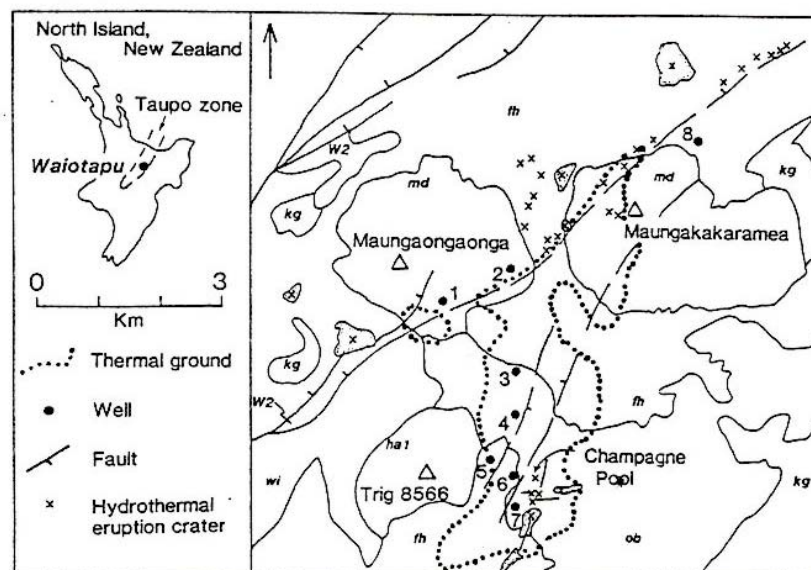 North Island,
New Zealand
Taupo zone
Waiotapu
0 3
Km
Thermal ground
Well
Fault
Hydrothermal
eruption crater
fh
8
W2
md
md
kg
kg
Maungaongaonga
Maungakakaramea
2
1
kg
3
W2
fh
4
ha1
Champagne
Pool
5
wi
6
kg
Trig 8566
7
fh
ob